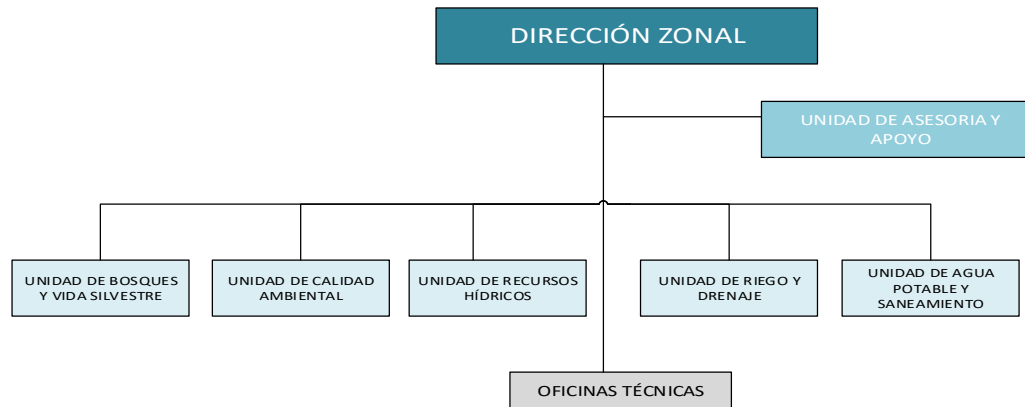 DIRECCIÓN ZONAL
UNIDAD DE ASESORIA Y
APOYO
UNIDAD DE BOSQUES
Y VIDA SILVESTRE
UNIDAD DE CALIDAD
AMBIENTAL
UNIDAD DE RECURSOS
HÍDRICOS
UNIDAD DE RIEGO Y
DRENAJE
UNIDAD DE AGUA
POTABLE Y
SANEAMIENTO
OFICINAS TÉCNICAS